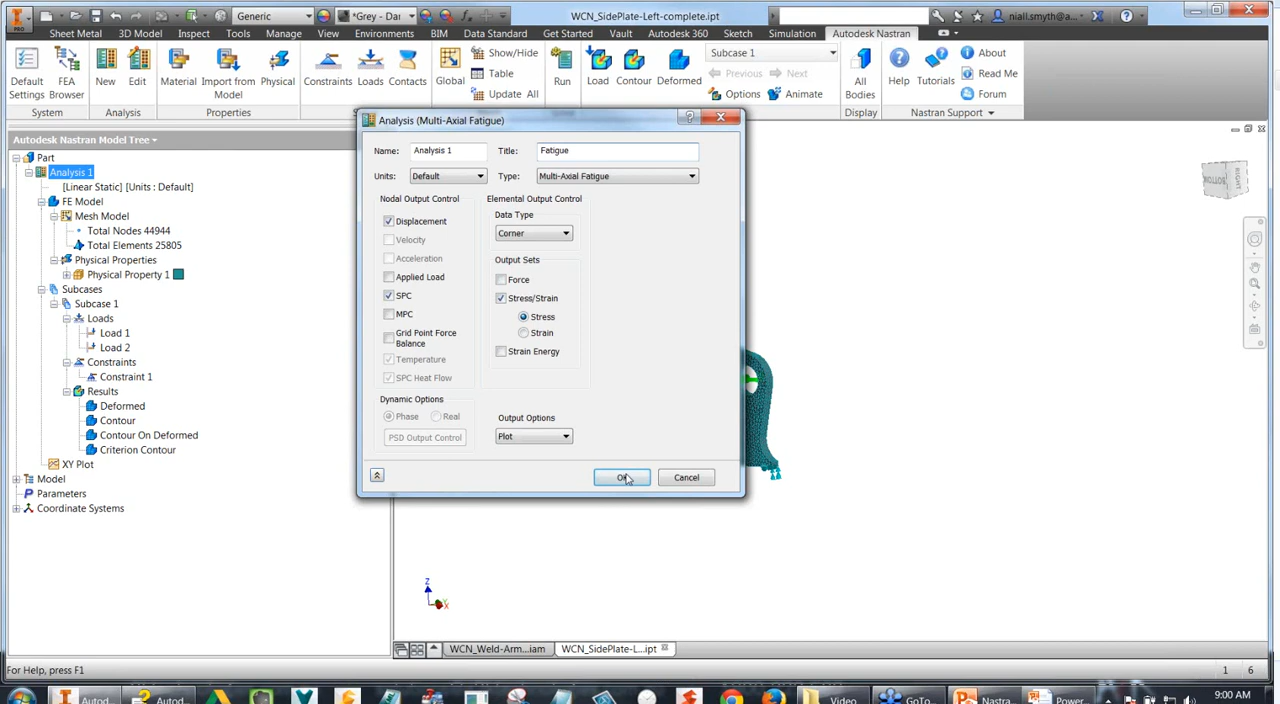 Generic
*Grey - Dar
WCN_SidePlate-Left-complete.ipt
niall.smyth@a...
PRO
Sheet Metal 3D Model Inspect Tools Manage View Environments BIM Data Standard Get Started Vault Autodesk 360 Sketch Simulation Autodesk Nastran
Default Settings
FEA Browser
New
Edit
Material
Import from Model
Physical
Constraints
Loads
Contacts
Global
Show/Hide
Table
Update All
Run
Load
Contour
Deformed
Subcase 1
Previous Next
Options Animate
All Bodies
Help
Tutorials
About
Read Me
Forum
System Analysis Properties Display Nastran Support
Autodesk Nastran Model Tree
Part
Analysis 1
[Linear Static] [Units : Default]
FE Model
Mesh Model
Total Nodes 44944
Total Elements 25805
Physical Properties
Physical Property 1
Subcases
Subcase 1
Loads
Load 1
Load 2
Constraints
Constraint 1
Results
Deformed
Contour
Contour On Deformed
Criterion Contour
XY Plot
Model
Parameters
Coordinate Systems
Analysis (Multi-Axial Fatigue)
Name: Analysis 1 Title: Fatigue
Units: Default Type: Multi-Axial Fatigue
Nodal Output Control
Displacement
Velocity
Acceleration
Applied Load
SPC
MPC
Grid Point Force
Balance
Temperature
SPC Heat Flow
Dynamic Options
Phase Real
PSD Output Control
Elemental Output Control
Data Type
Corner
Output Sets
Force
Stress/Strain
Stress
Strain
Strain Energy
Output Options
Plot
Cancel
BOTTOM
RIGHT
Z
X
WCN_Weld-Arm...iam WCN_SidePlate-L...ipt
For Help, press F1
1 6
Autod... Autod... Video GoTo... Nastra... Power... 9:00 AM